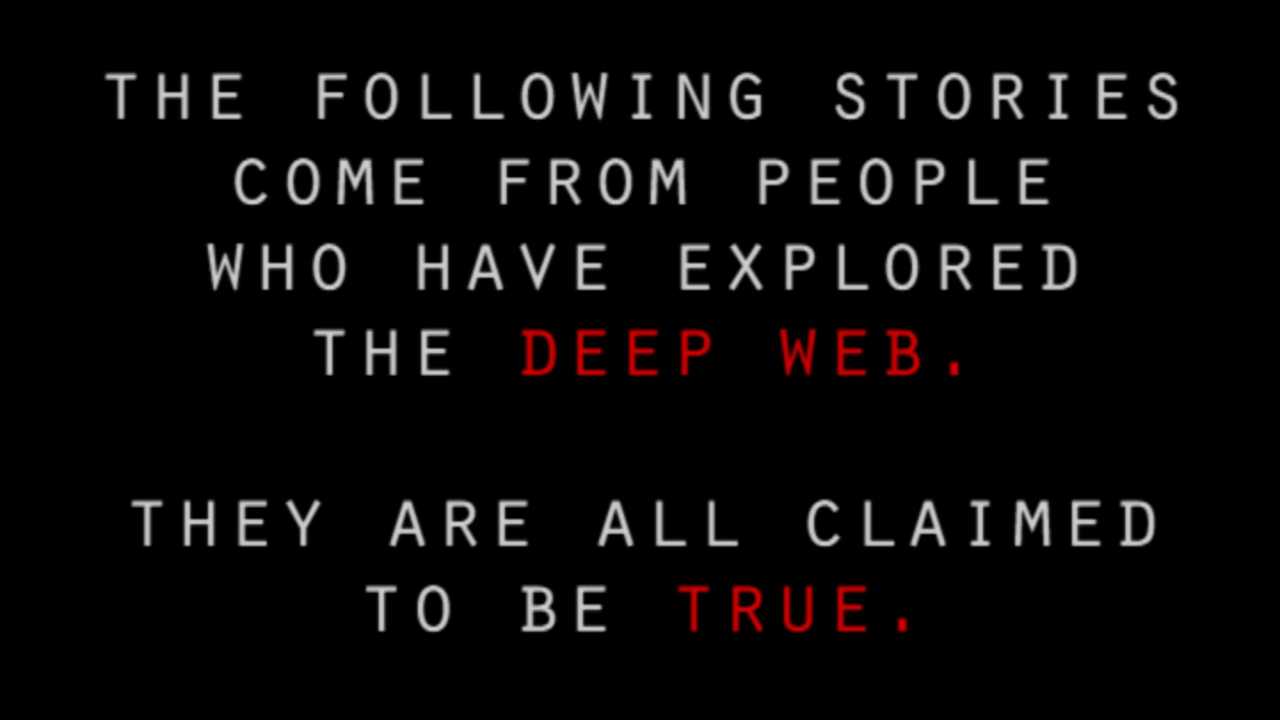 THE FOLLOWING STORIES
COME FROM PEOPLE
WHO HAVE EXPLORED
THE DEEP WEB.
THEY ARE ALL CLAIMED
TO BE TRUE.